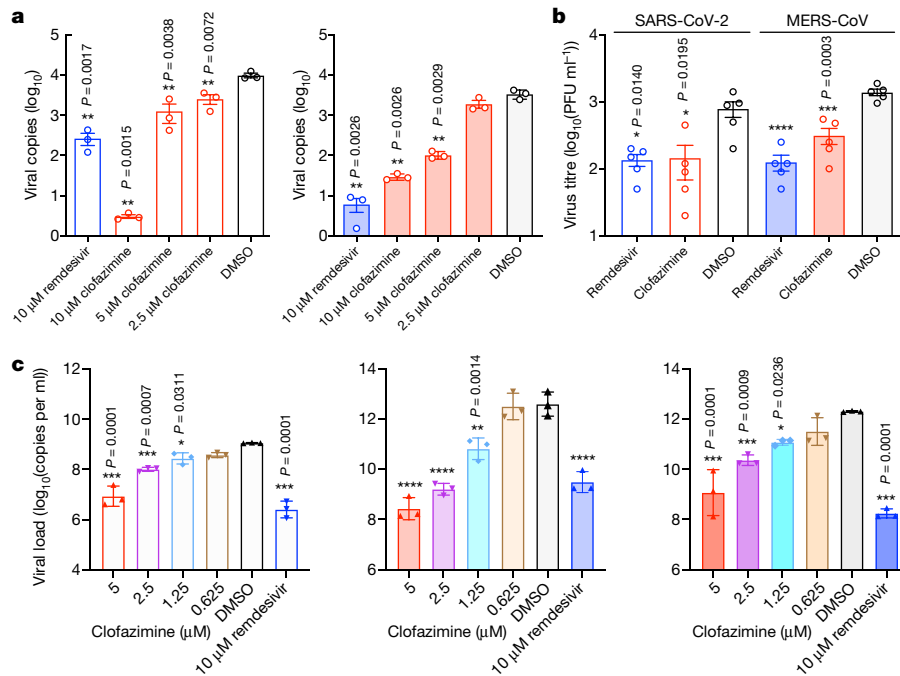 a
Viral copies (log10)
5
4
3
2
1
0
** P = 0.0017
** P = 0.0015
** P = 0.0038
** P = 0.0072
10 μM remdesivir
10 μM clofazimine
5 μM clofazimine
2.5 μM clofazimine
DMSO
Viral copies (log10)
5
4
3
2
1
0
** P = 0.0026
** P = 0.0026
** P = 0.0029
10 μM remdesivir
10 μM clofazimine
5 μM clofazimine
2.5 μM clofazimine
DMSO
b
SARS-CoV-2
MERS-CoV
Virus titre (log10(PFU ml−1))
4
3
2
1
* P = 0.0140
* P = 0.0195
****
*** P = 0.0003
Remdesivir
Clofazimine
DMSO
Remdesivir
Clofazimine
DMSO
c
Viral load (log10(copies per ml))
12
10
8
6
4
*** P = 0.0001
*** P = 0.0007
* P = 0.0311
*** P = 0.0001
5
2.5
1.25
0.625
DMSO
10 μM remdesivir
Clofazimine (μM)
14
12
10
8
6
****
****
** P = 0.0014
****
5
2.5
1.25
0.625
DMSO
10 μM remdesivir
Clofazimine (μM)
14
12
10
8
6
*** P = 0.0001
*** P = 0.0009
* P = 0.0236
*** P = 0.0001
5
2.5
1.25
0.625
DMSO
10 μM remdesivir
Clofazimine (μM)